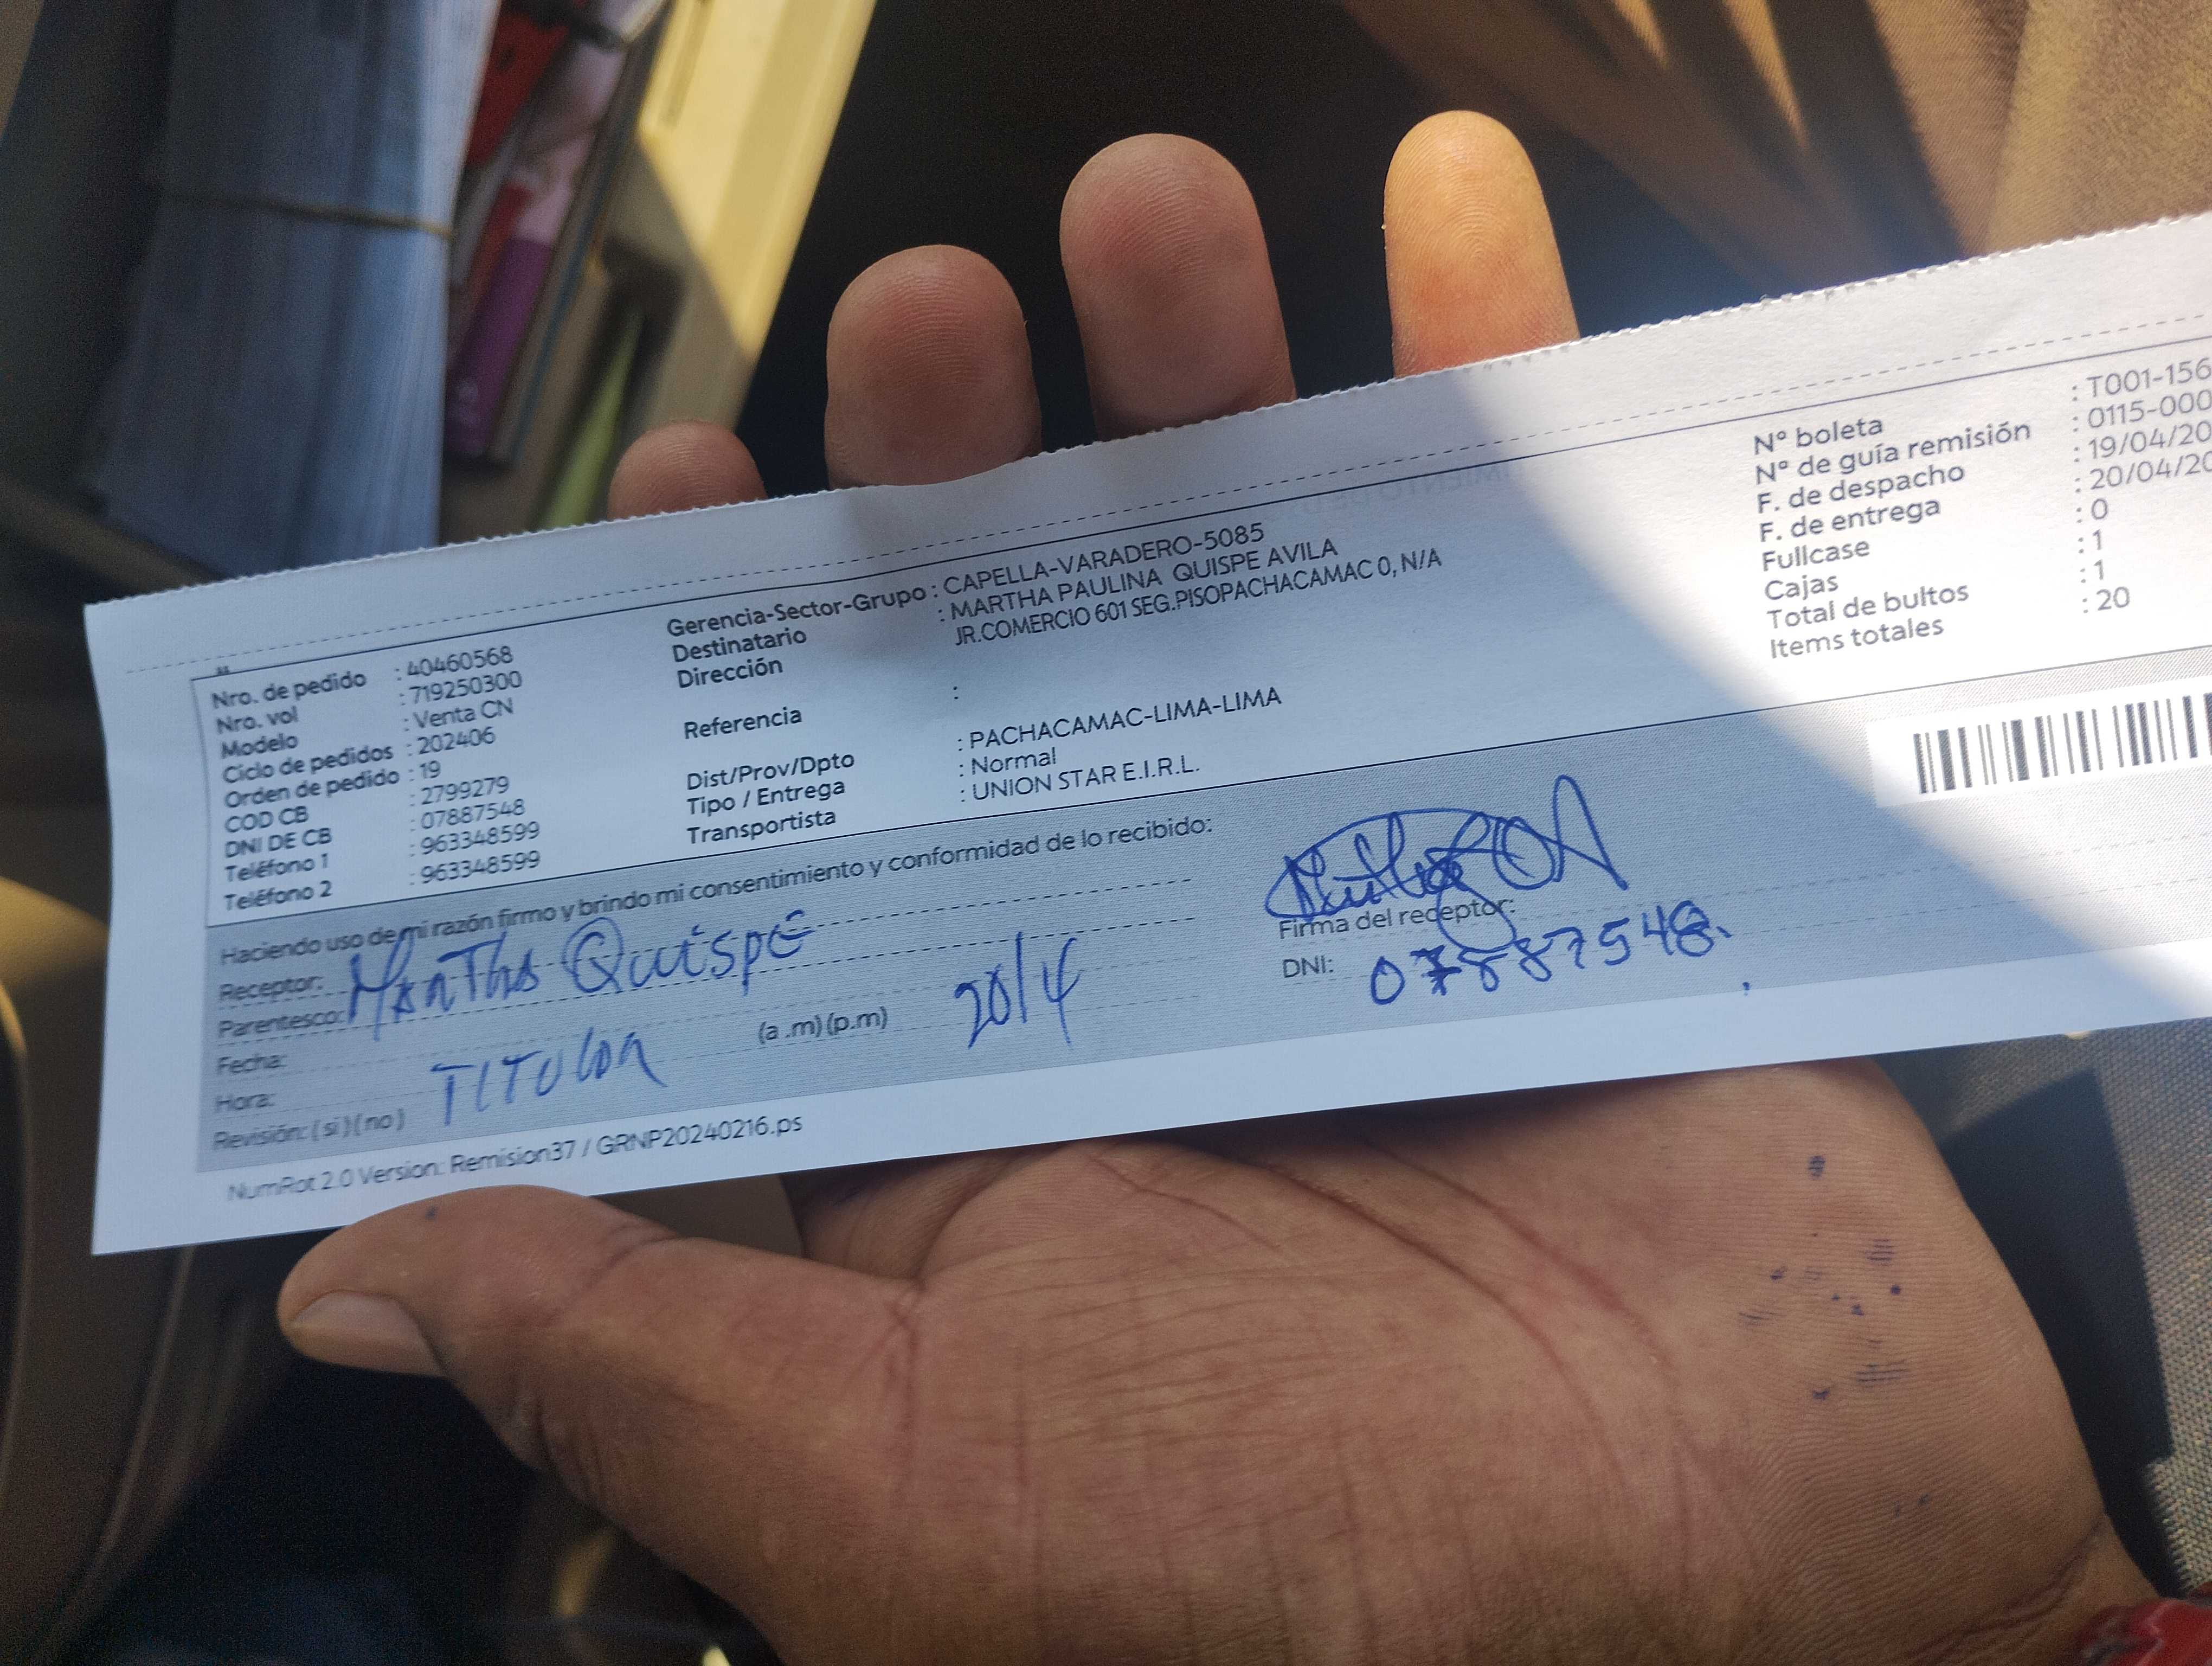 Nro. de pedido : 40460568
Nro. vol : 719250300
Modelo : Venta CN
Ciclo de pedidos : 202406
Orden de pedido : 19
COD CB : 2799279
DNI DE CB : 07887548
Teléfono 1 : 963348599
Teléfono 2 : 963348599
Gerencia-Sector-Grupo : CAPELLA-VARADERO-5085
Destinatario : MARTHA PAULINA QUISPE AVILA
Dirección JR.COMERCIO 601 SEG.PISOPACHACAMAC 0, N/A
Referencia :
Dist/Prov/Dpto : PACHACAMAC-LIMA-LIMA
Tipo / Entrega : Normal
Transportista : UNION STAR E.I.R.L.
N° boleta : T001-156
N° de guía remisión : 0115-000
F. de despacho : 19/04/20
F. de entrega : 20/04/20
Fullcase : 0
Cajas : 1
Total de bultos : 1
Items totales : 20
Haciendo uso de mi razón firmo y brindo mi consentimiento y conformidad de lo recibido:
Receptor: Martha Quispe
Parentesco:
Fecha:
Hora: (a .m) (p.m) 20/4
Revisión: ( si ) ( no ) TITULAR
Firma del receptor:
DNI: 07887548.
NumRot 2.0 Version: Remision37 / GRNP20240216.ps